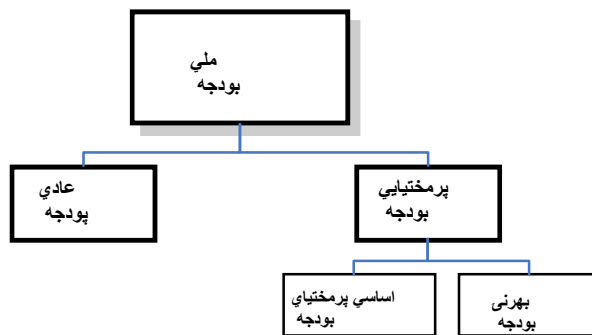 ملي
بودجه
پرمختيايي
بودجه
عادي
پودجه
بهرنی
بودجه
اساسي پرمختياي
بودجه